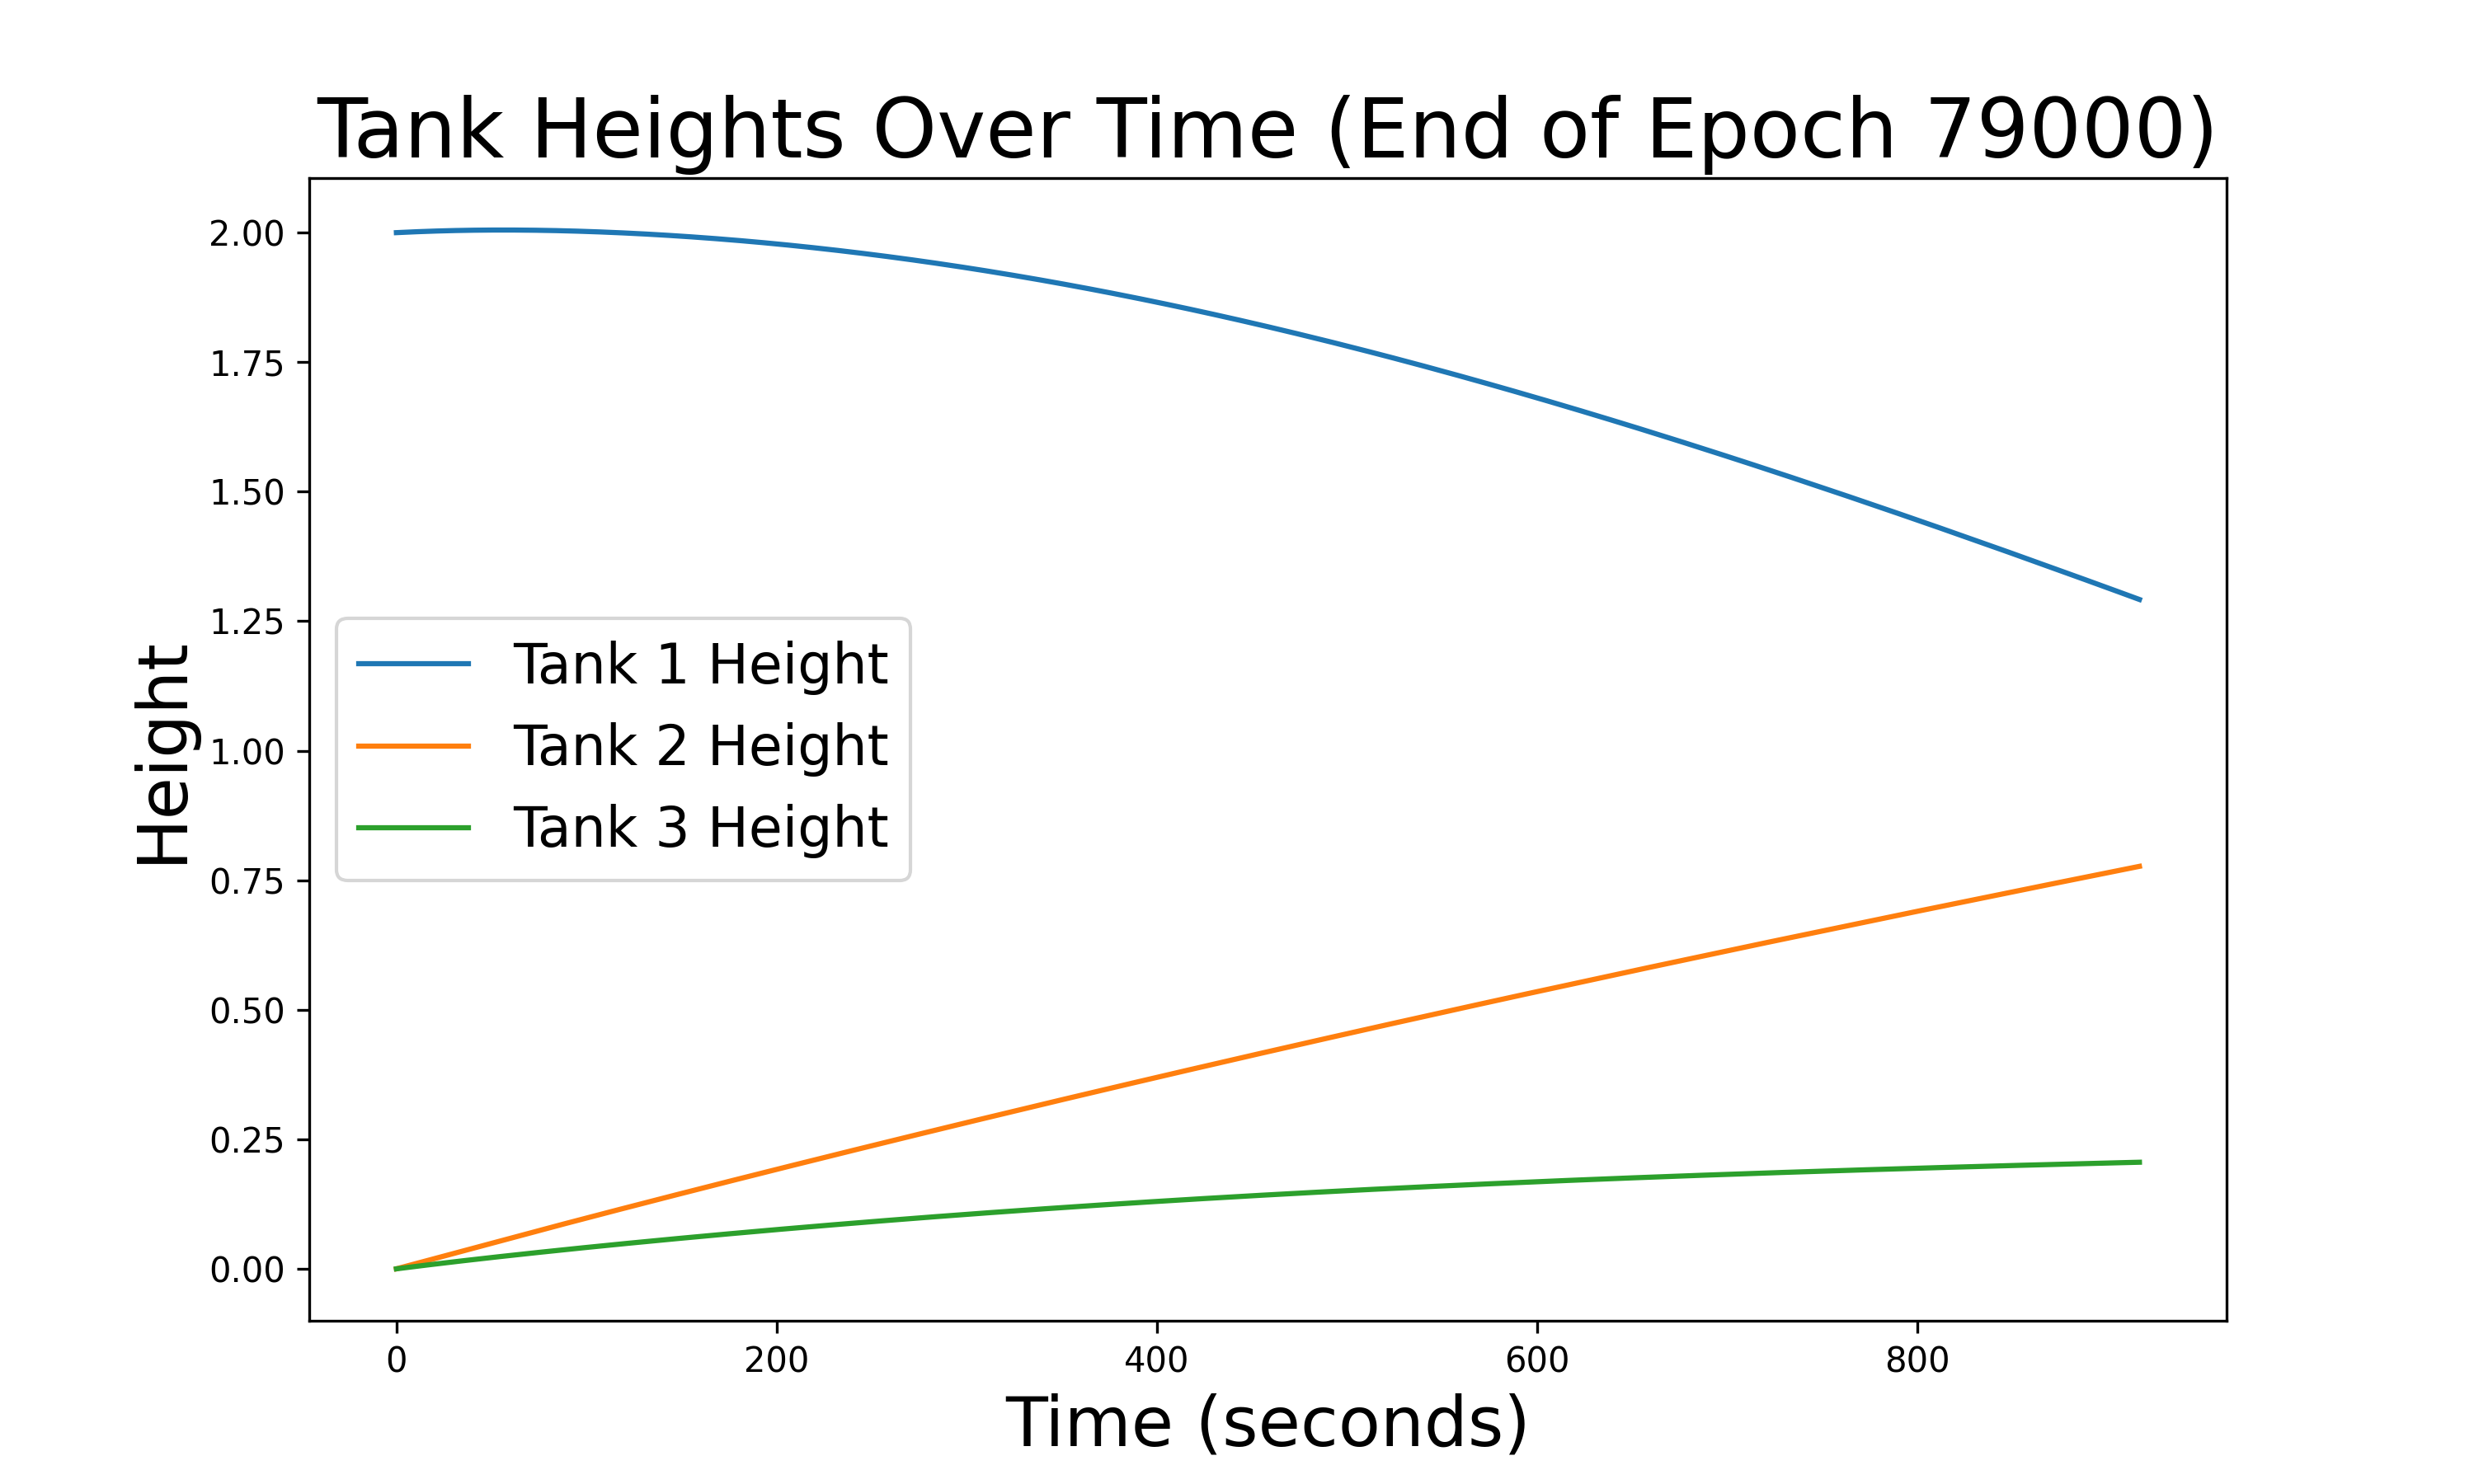 Tank Heights Over Time (End of Epoch 79000)
Height
2.00
1.75
1.50
1.25
1.00
0.75
0.50
0.25
0.00
Tank 1 Height
Tank 2 Height
Tank 3 Height
0 200 400 600 800
Time (seconds)